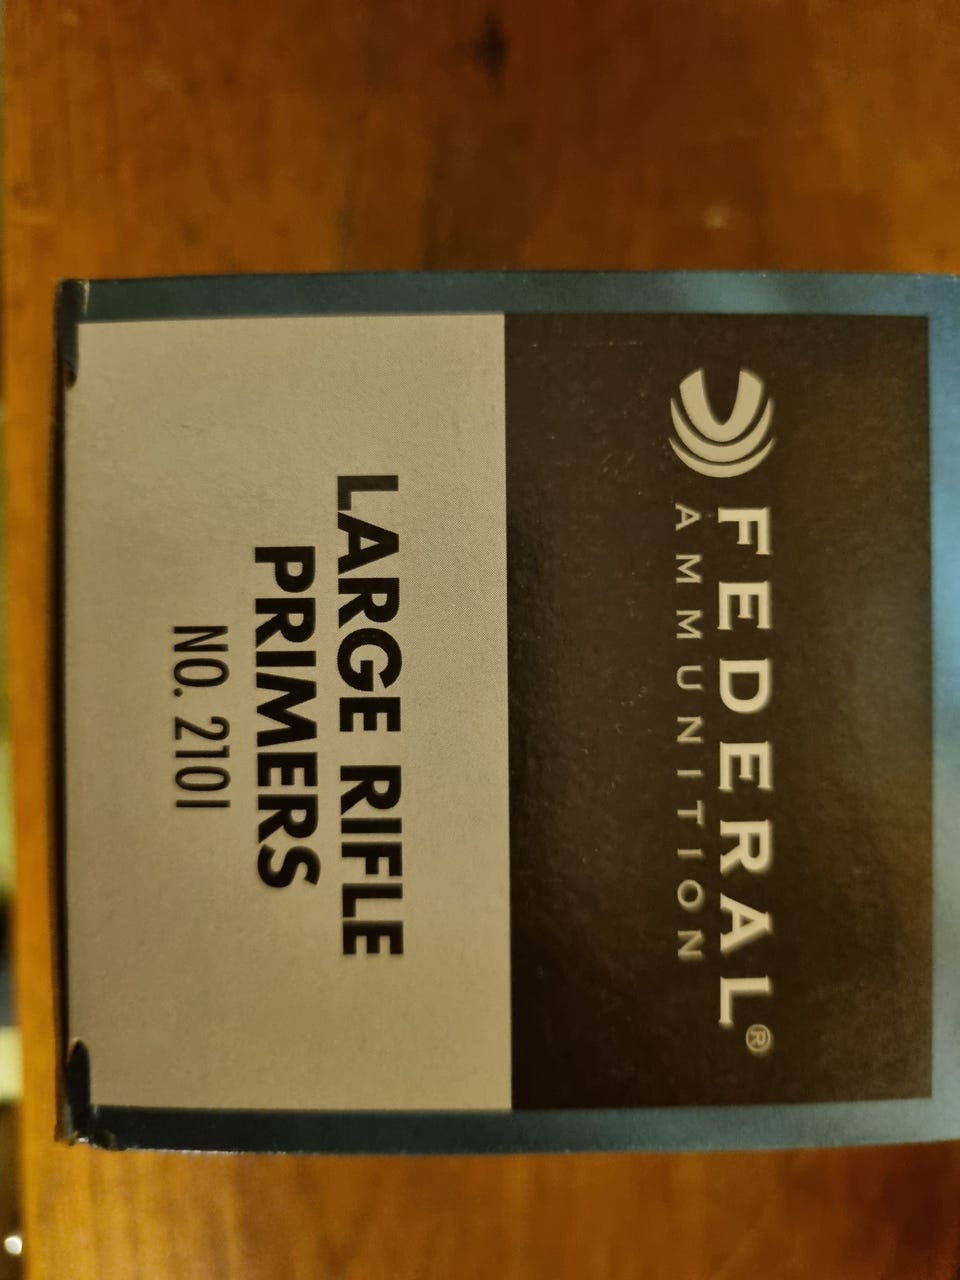 FEDERAL®
AMMUNITION
LARGE RIFLE
PRIMERS
NO. 210I